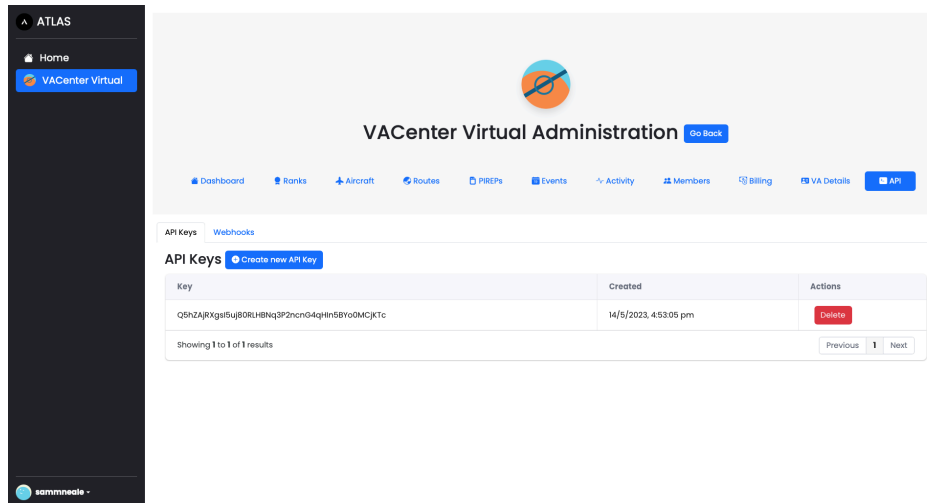 ATLAS
Home
VACenter Virtual
VACenter Virtual Administration Go Back
Dashboard Ranks Aircraft Routes PIREPs Events Activity Members Billing VA Details API
API Keys Webhooks
API Keys Create new API Key
Key Created Actions
Q5hZAjRXgsI5uj80RLHBNq3P2ncnG4qHIn5BYo0MCjKTc 14/5/2023, 4:53:05 pm Delete
Showing 1 to 1 of 1 results Previous 1 Next
sammneale